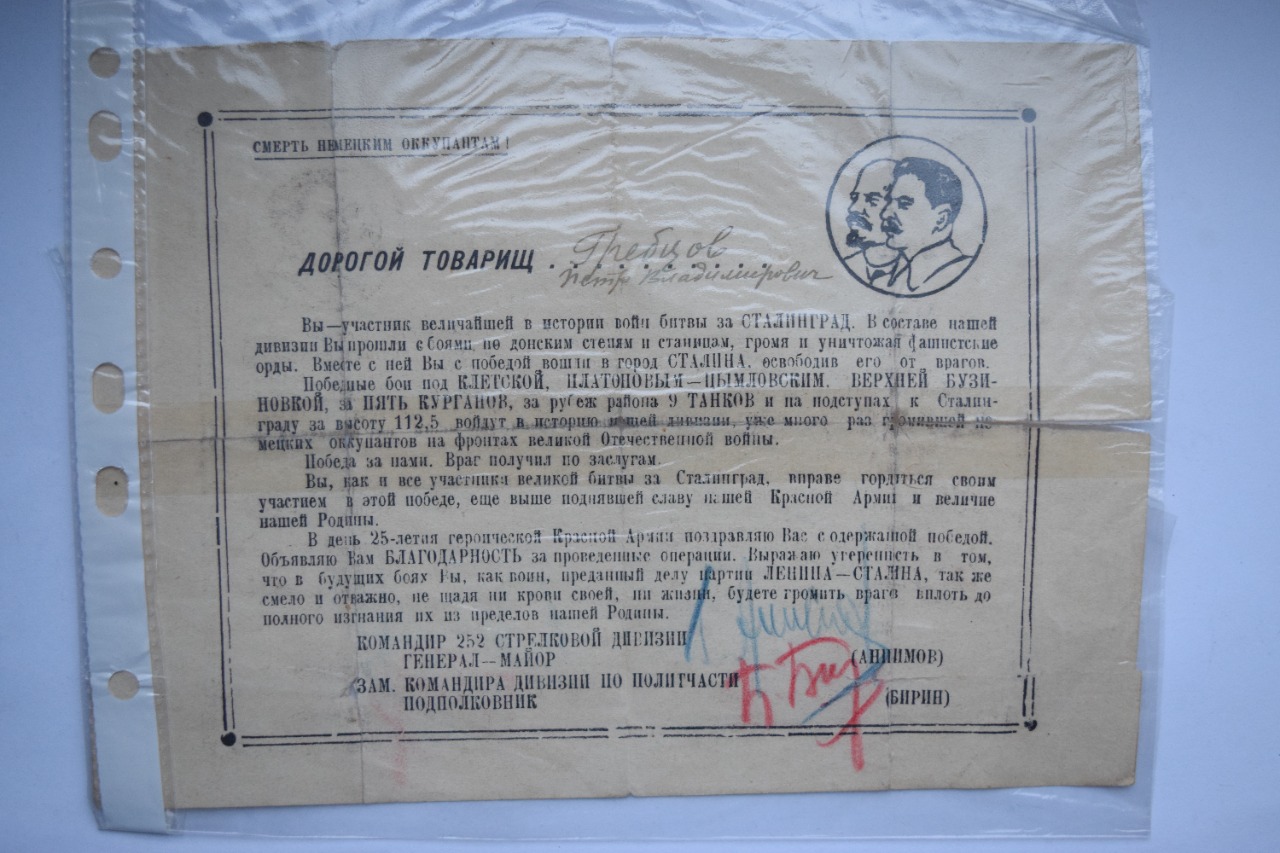 СМЕРТЬ НЕМЕЦКИМ ОККУПАНТАМ!
ДОРОГОЙ ТОВАРИЩ . . . . . . . . . . Гребцов
Петр Владимирович
Вы—участник величайшей в истории войн битвы за СТАЛИНГРАД. В составе нашей
дивизии Вы прошли с боями по донским степям и станицам, громя и уничтожая фашистские
орды. Вместе с ней Вы с победой вошли в город СТАЛИНА, освободив его от врагов.
Победные бои под КЛЕТСКОЙ, ПЛАТОНОВЫМ—ЦЫМЛОВСКИМ. ВЕРХНЕЙ БУЗИ-
НОВКОЙ, за ПЯТЬ КУРГАНОВ, за рубеж района 9 ТАНКОВ и на подступах к Сталин-
граду за высоту 112,5 войдут в историю нашей дивизии, уже много раз громившей не
мецких оккупантов на фронтах великой Отечественной войны.
Победа за нами. Враг получил по заслугам.
Вы, как и все участники великой битвы за Сталинград, вправе гордиться своим
участием в этой победе, еще выше поднявшей славу нашей Красной Армии и величие
нашей Родины.
В день 25-летия героической Красной Армии поздравляю Вас с одержаной победой.
Объявляю Вам БЛАГОДАРНОСТЬ за проведенные операции. Выражаю уверенность в том,
что в будущих боях Вы, как воин, преданный делу партии ЛЕНИНА—СТАЛИНА, так же
смело и отважно, не щадя ни крови своей, ни жизни, будете громить врага вплоть до
полного изгнания их из пределов нашей Родины.
КОМАНДИР 252 СТРЕЛКОВОЙ ДИВИЗИИ
ГЕНЕРАЛ—МАЙОР (АНИИМОВ)
ЗАМ. КОМАНДИРА ДИВИЗИИ ПО ПОЛИТЧАСТИ
ПОДПОЛКОВНИК (БИРИН)